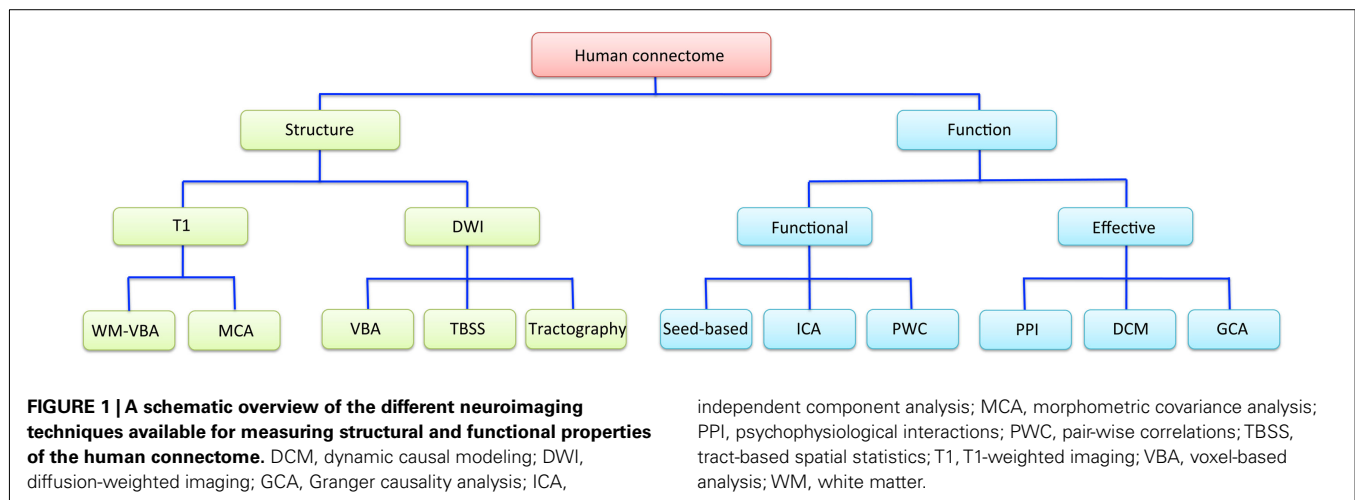 Human connectome
Structure
Function
T1
DWI
Functional
Effective
WM-VBA
MCA
VBA
TBSS
Tractography
Seed-based
ICA
PWC
PPI
DCM
GCA
FIGURE 1 | A schematic overview of the different neuroimaging
techniques available for measuring structural and functional properties
of the human connectome. DCM, dynamic causal modeling; DWI,
diffusion-weighted imaging; GCA, Granger causality analysis; ICA,
independent component analysis; MCA, morphometric covariance analysis;
PPI, psychophysiological interactions; PWC, pair-wise correlations; TBSS,
tract-based spatial statistics; T1, T1-weighted imaging; VBA, voxel-based
analysis; WM, white matter.